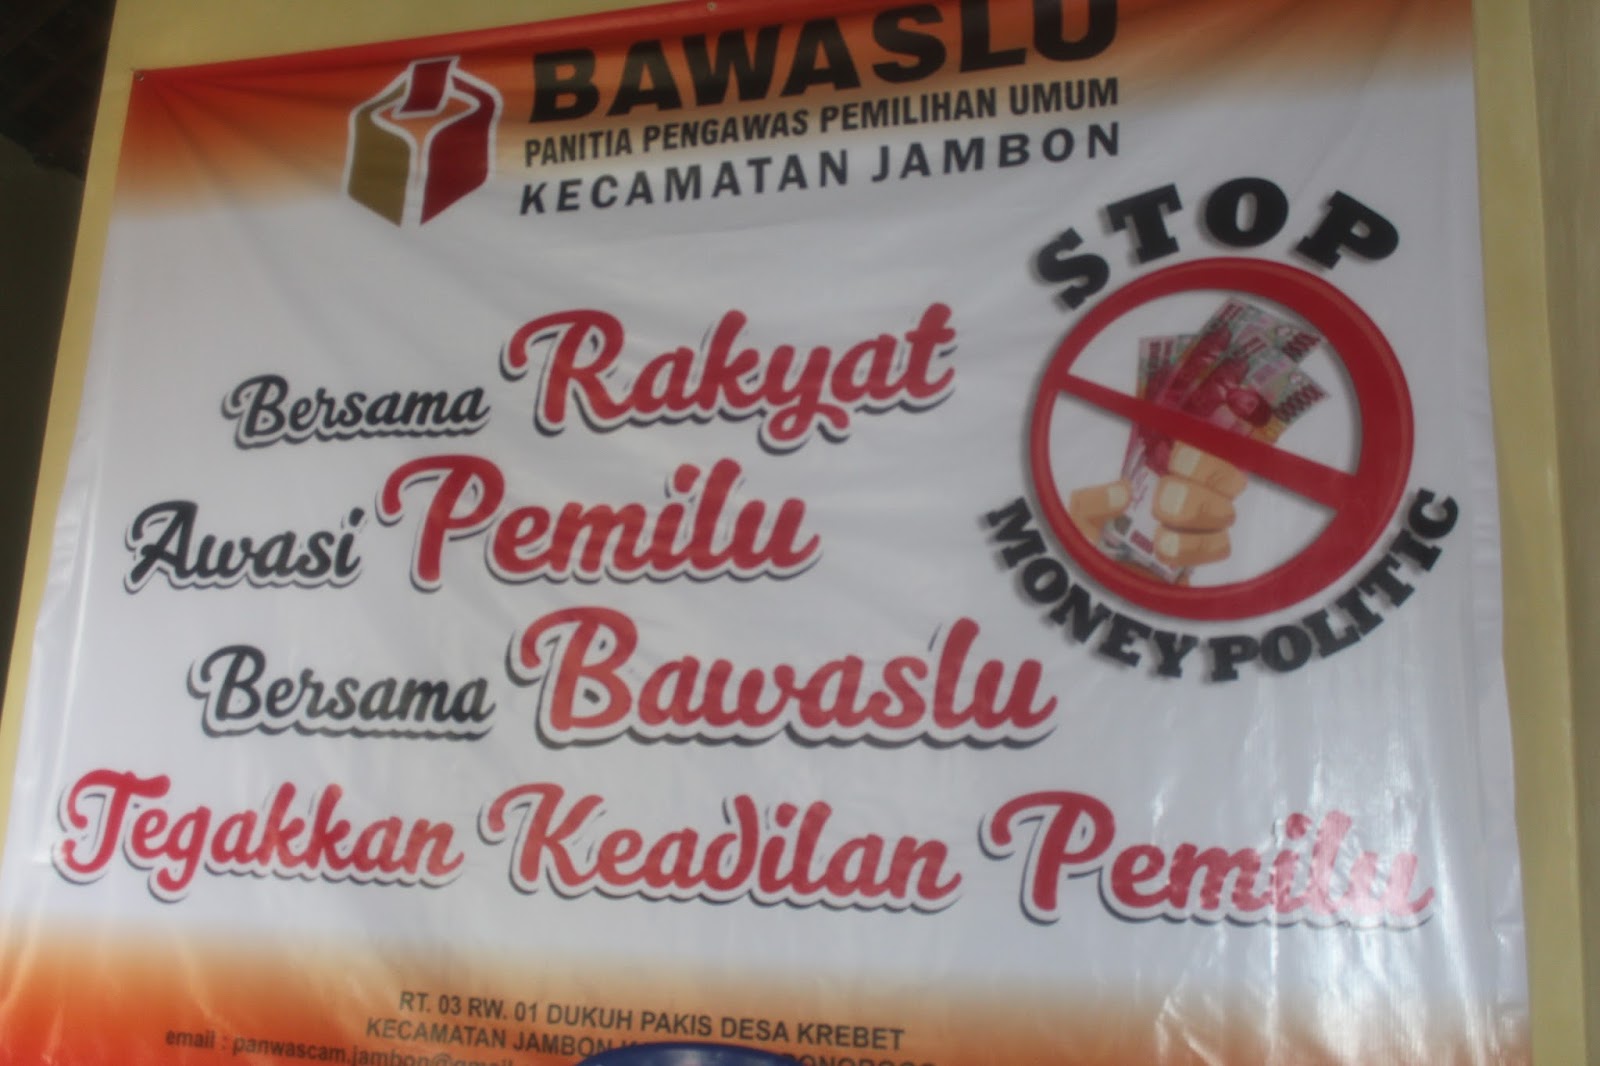 BAWASLU
PANITIA PENGAWAS PEMILIHAN UMUM
KECAMATAN JAMBON
STOP
MONEY POLITIC
Bersama Rakyat
Awasi Pemilu
Bersama Bawaslu
Tegakkan Keadilan Pemilu
RT. 03 RW. 01 DUKUH PAKIS DESA KREBET
KECAMATAN JAMBON
email : panwascam.jambon@gmail